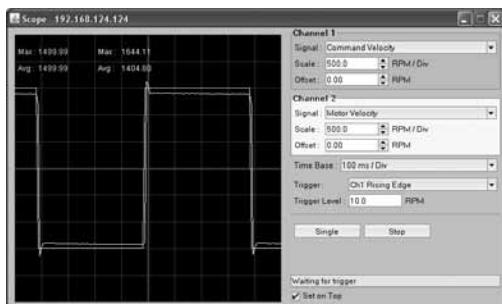 Scope 192.168.124.124
Max : 1499.99 Max : 1644.11
Avg : 1499.99 Avg : 1404.80
Channel 1
Signal : Command Velocity
Scale : 500.0 RPM / Div
Offset : 0.00 RPM
Channel 2
Signal : Motor Velocity
Scale : 500.0 RPM / Div
Offset : 0.00 RPM
Time Base : 100 ms / Div
Trigger : Ch1 Rising Edge
Trigger Level : 10.0 RPM
Single Stop
Waiting for trigger
Set on Top